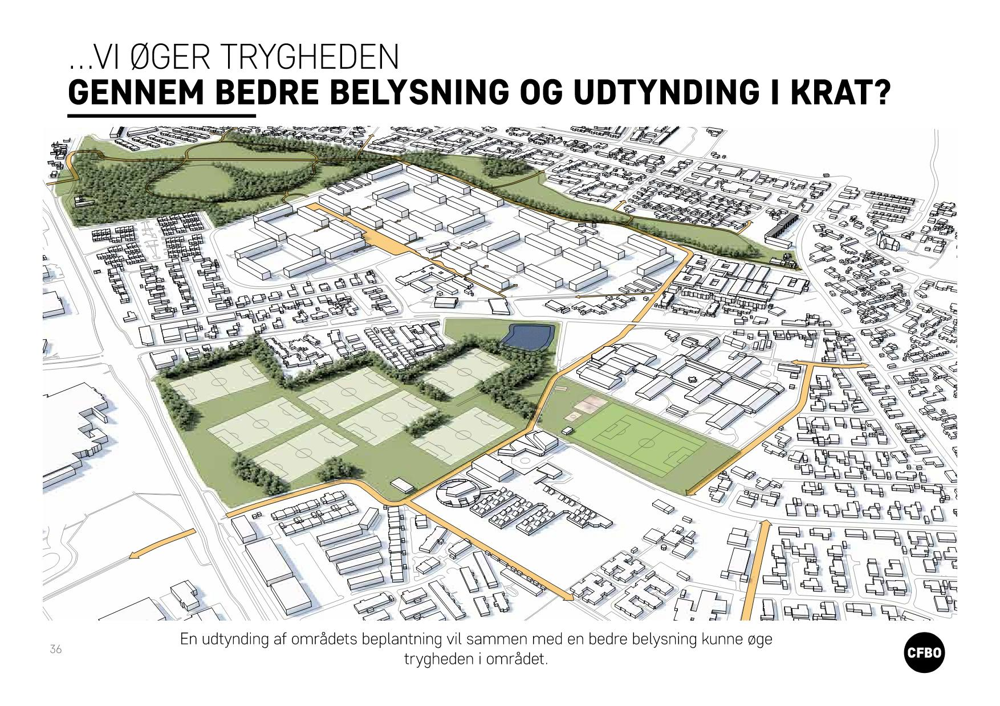 ...VI ØGER TRYGHEDEN
GENNEM BEDRE BELYSNING OG UDTYNDING I KRAT?
En udtynding af områdets beplantning vil sammen med en bedre belysning kunne øge
trygheden i området.
36
CFBO